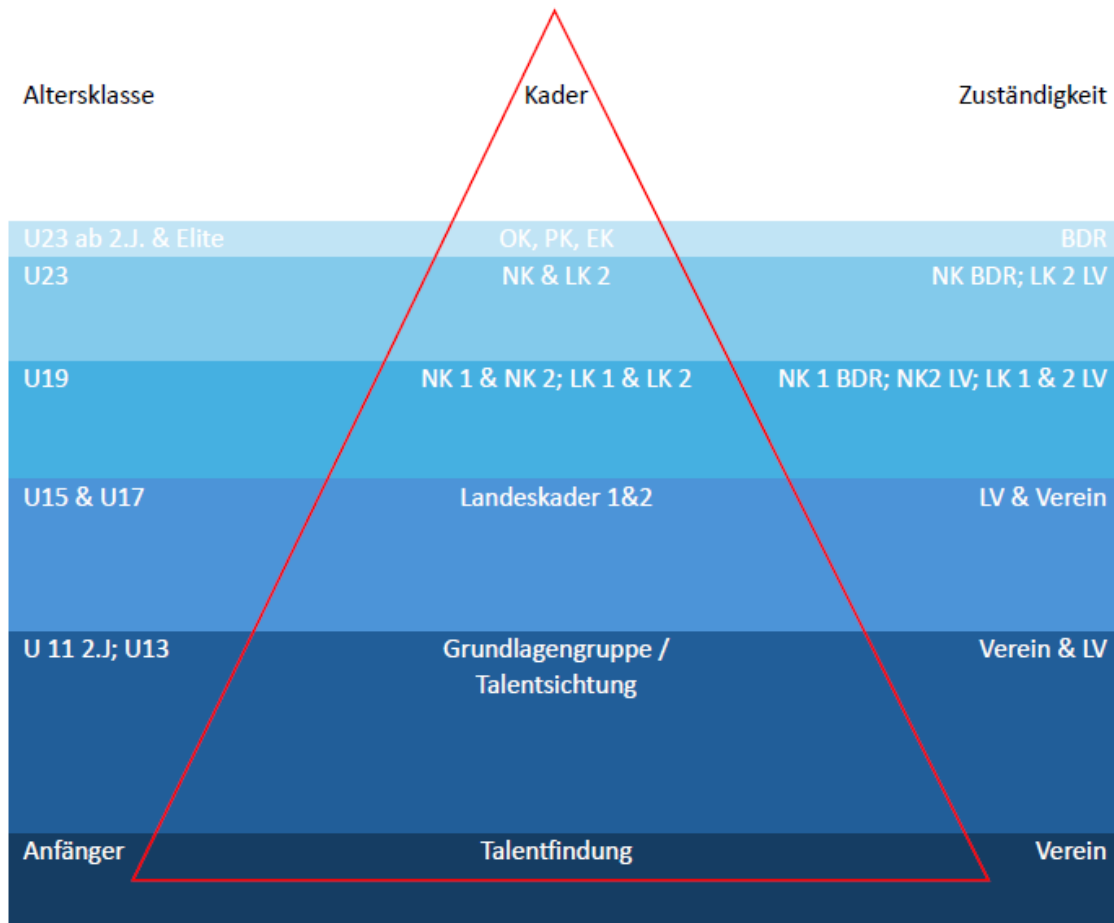 Altersklasse Kader Zuständigkeit
U23 ab 2.J. & Elite OK, PK, EK BDR
U23 NK & LK 2 NK BDR; LK 2 LV
U19 NK 1 & NK 2; LK 1 & LK 2 NK 1 BDR; NK2 LV; LK 1 & 2 LV
U15 & U17 Landeskader 1&2 LV & Verein
U 11 2.J; U13 Grundlagengruppe / Verein & LV
Talentsichtung
Anfänger Talentfindung Verein